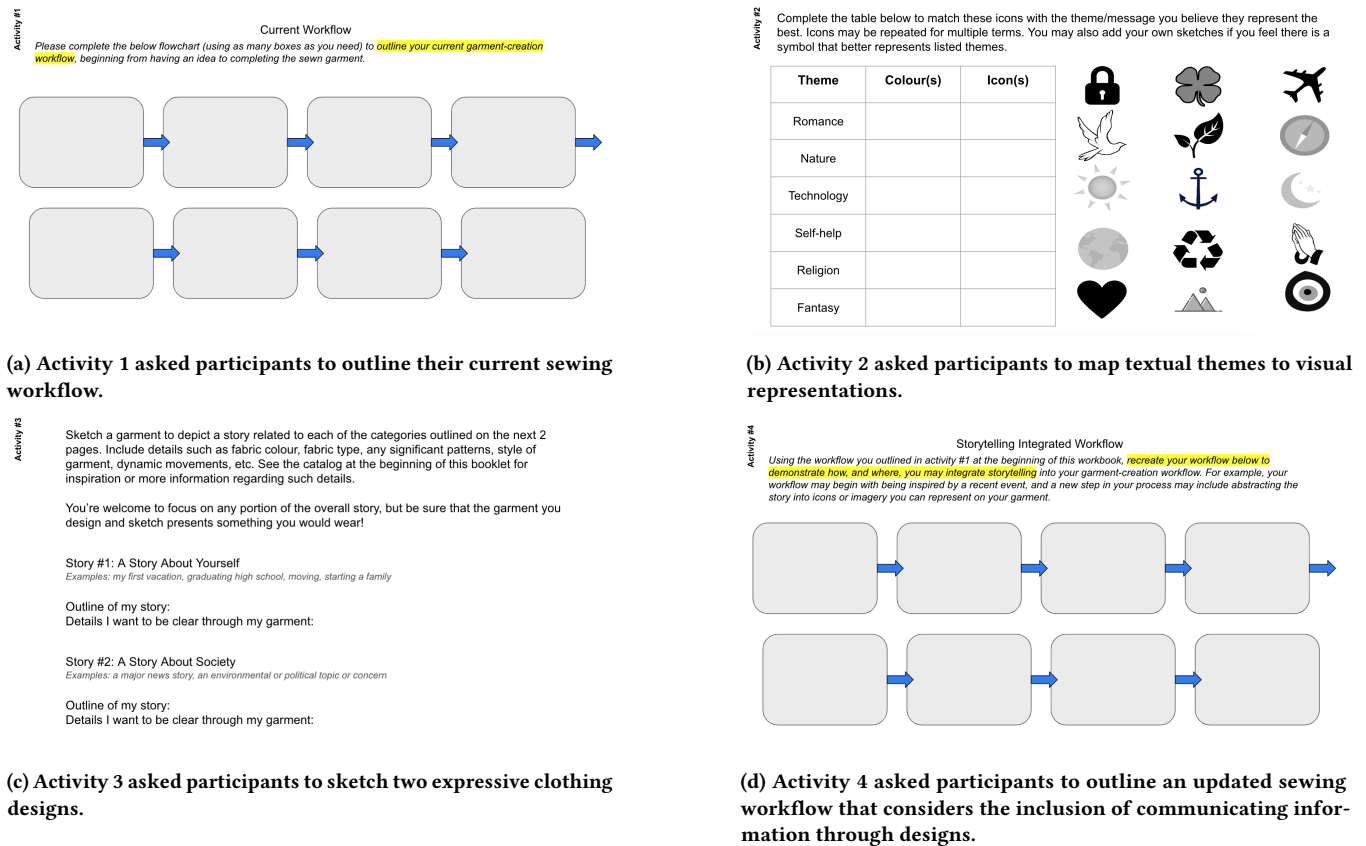 Activity #1
Current Workflow
Please complete the below flowchart (using as many boxes as you need) to outline your current garment-creation
workflow, beginning from having an idea to completing the sewn garment.
(a) Activity 1 asked participants to outline their current sewing
workflow.
Activity #2
Complete the table below to match these icons with the theme/message you believe they represent the
best. Icons may be repeated for multiple terms. You may also add your own sketches if you feel there is a
symbol that better represents listed themes.
Theme Colour(s) Icon(s)
Romance
Nature
Technology
Self-help
Religion
Fantasy
(b) Activity 2 asked participants to map textual themes to visual
representations.
Activity #3
Sketch a garment to depict a story related to each of the categories outlined on the next 2
pages. Include details such as fabric colour, fabric type, any significant patterns, style of
garment, dynamic movements, etc. See the catalog at the beginning of this booklet for
inspiration or more information regarding such details.
You're welcome to focus on any portion of the overall story, but be sure that the garment you
design and sketch presents something you would wear!
Story #1: A Story About Yourself
Examples: my first vacation, graduating high school, moving, starting a family
Outline of my story:
Details I want to be clear through my garment:
Story #2: A Story About Society
Examples: a major news story, an environmental or political topic or concern
Outline of my story:
Details I want to be clear through my garment:
(c) Activity 3 asked participants to sketch two expressive clothing
designs.
Activity #4
Storytelling Integrated Workflow
Using the workflow you outlined in activity #1 at the beginning of this workbook, recreate your workflow below to
demonstrate how, and where, you may integrate storytelling into your garment-creation workflow. For example, your
workflow may begin with being inspired by a recent event, and a new step in your process may include abstracting the
story into icons or imagery you can represent on your garment.
(d) Activity 4 asked participants to outline an updated sewing
workflow that considers the inclusion of communicating infor-
mation through designs.